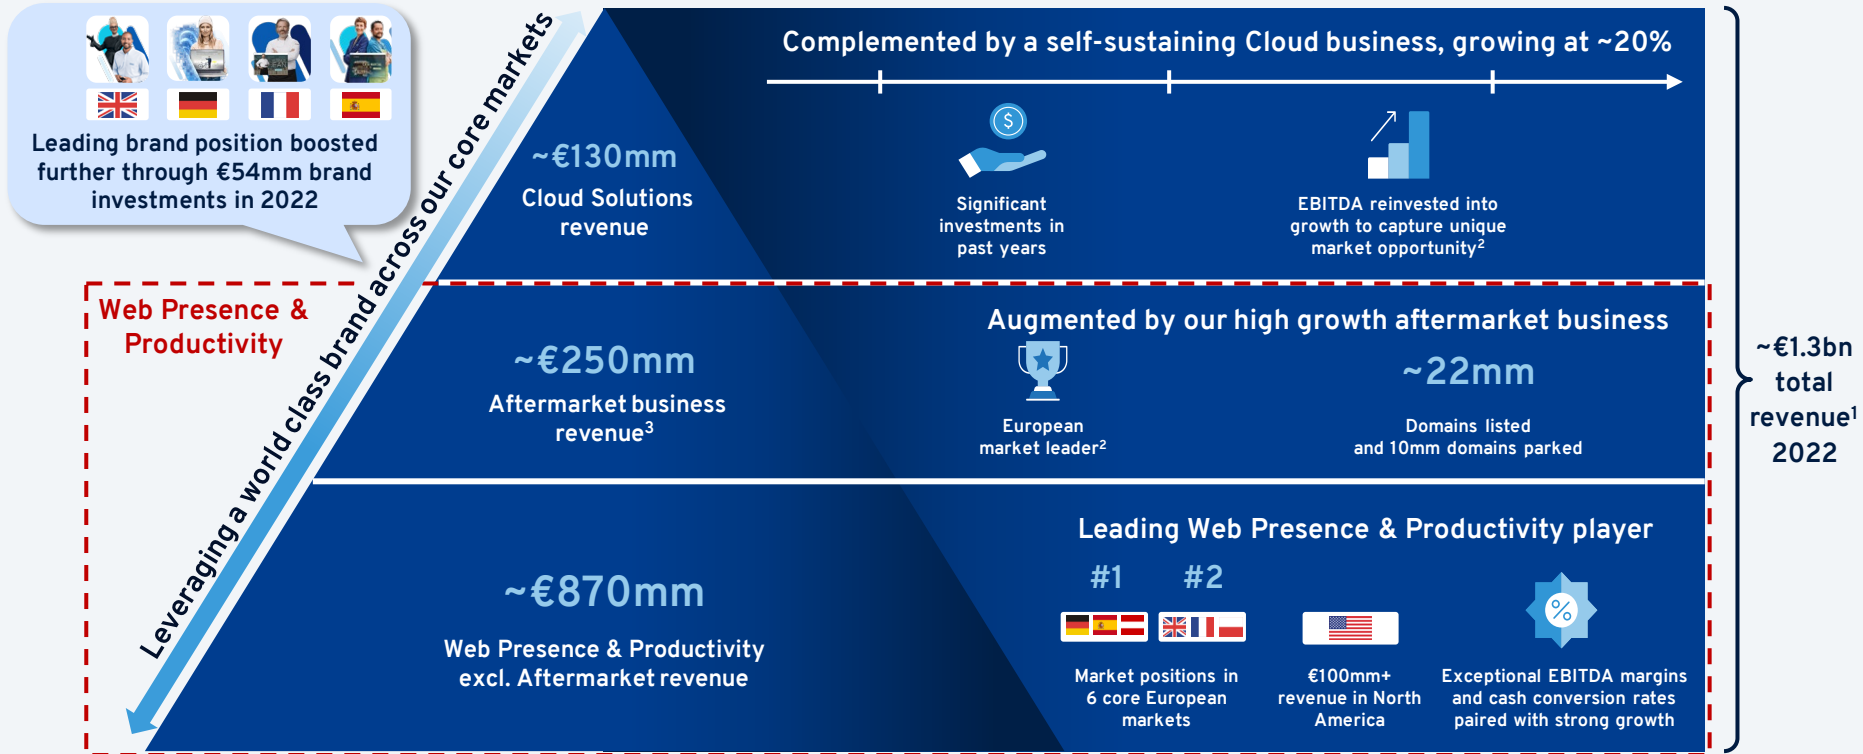 Leading brand position boosted
further through €54mm brand
investments in 2022
Leveraging a world class brand across our core markets
Complemented by a self-sustaining Cloud business, growing at ~20%
~€130mm
Cloud Solutions
revenue
$
Significant
investments in
past years
EBITDA reinvested into
growth to capture unique
market opportunity²
Web Presence &
Productivity
Augmented by our high growth aftermarket business
~€250mm
Aftermarket business
revenue³
European
market leader²
~22mm
Domains listed
and 10mm domains parked
Leading Web Presence & Productivity player
~€870mm
Web Presence & Productivity
excl. Aftermarket revenue
#1
#2
Market positions in
6 core European
markets
€100mm+
revenue in North
America
%
Exceptional EBITDA margins
and cash conversion rates
paired with strong growth
~€1.3bn
total
revenue¹
2022